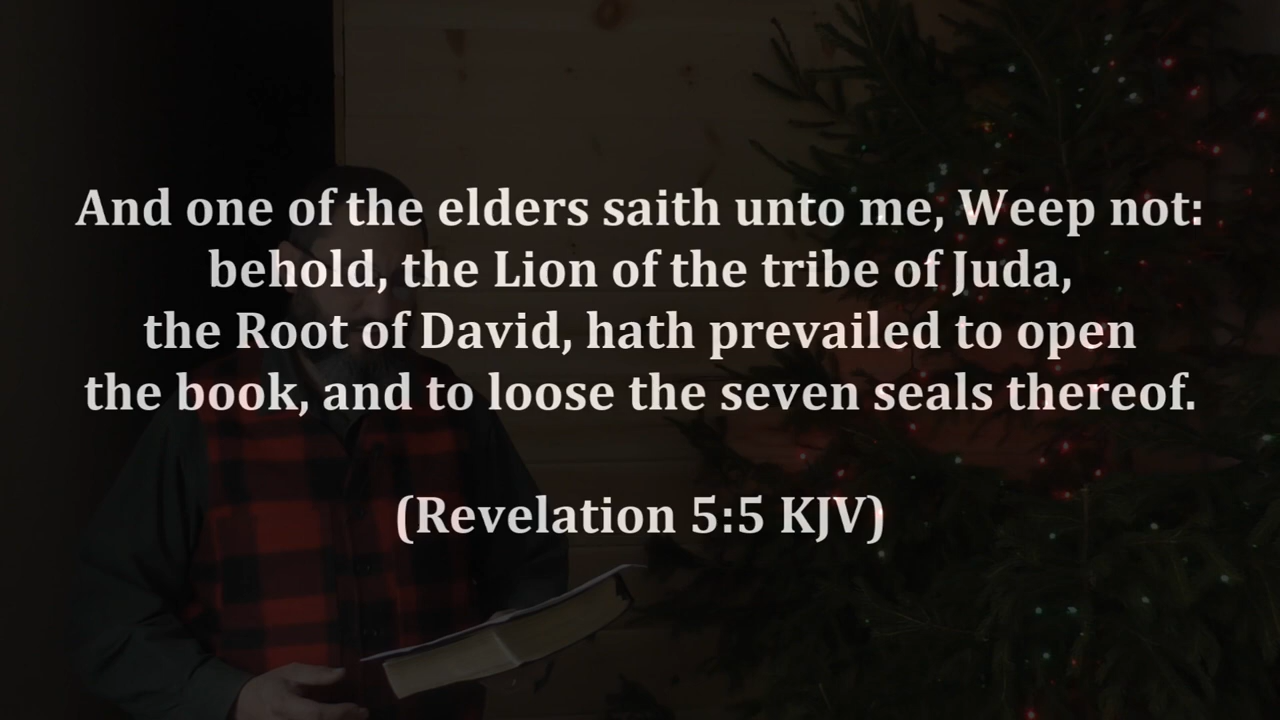 And one of the elders saith unto me, Weep not:
behold, the Lion of the tribe of Juda,
the Root of David, hath prevailed to open
the book, and to loose the seven seals thereof.
(Revelation 5:5 KJV)